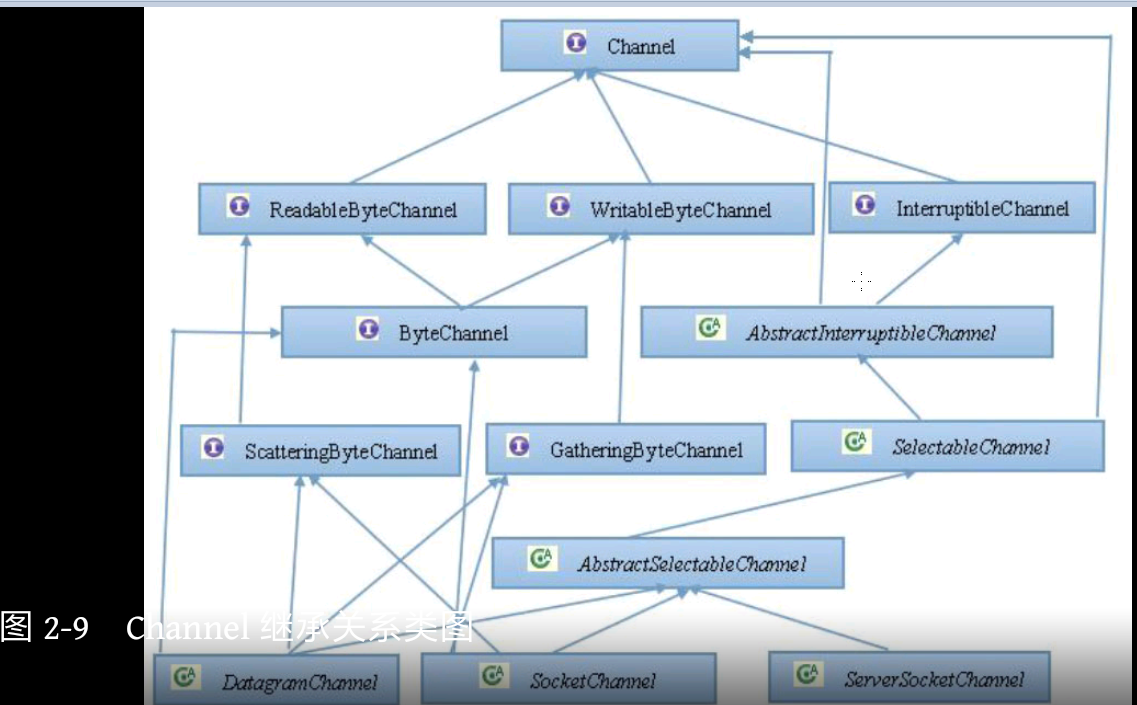 Channel
ReadableByteChannel
WritableByteChannel
InterruptibleChannel
ByteChannel
AbstractInterruptibleChannel
ScatteringByteChannel
GatheringByteChannel
SelectableChannel
AbstractSelectableChannel
图 2-9 Channel 继承关系类图
DatagramChannel
SocketChannel
ServerSocketChannel